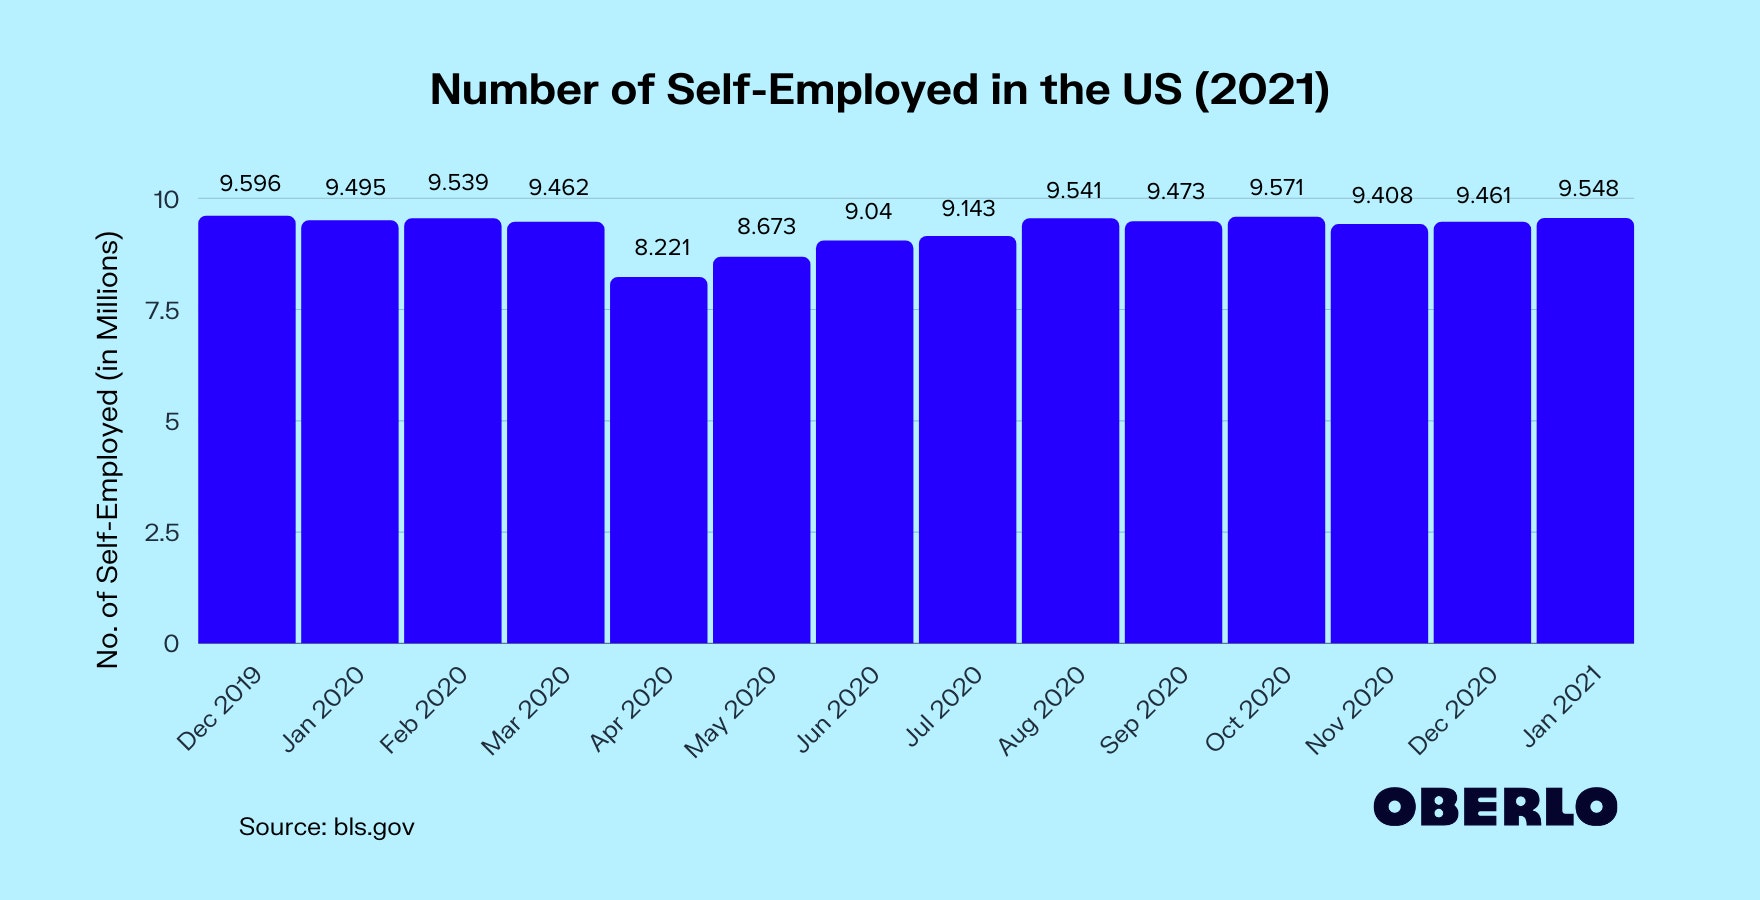 Number of Self-Employed in the US (2021)
No. of Self-Employed (in Millions)
10
7.5
5
2.5
0
9.596
9.495
9.539
9.462
8.221
8.673
9.04
9.143
9.541
9.473
9.571
9.408
9.461
9.548
Dec 2019
Jan 2020
Feb 2020
Mar 2020
Apr 2020
May 2020
Jun 2020
Jul 2020
Aug 2020
Sep 2020
Oct 2020
Nov 2020
Dec 2020
Jan 2021
Source: bls.gov
OBERLO